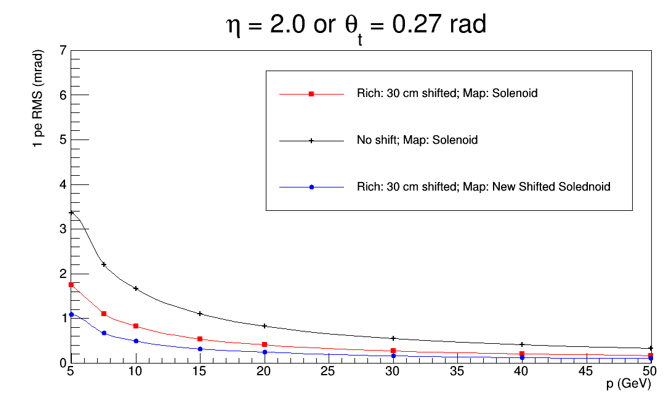 η = 2.0 or θt = 0.27 rad
1 pe RMS (mrad)
7
6
5
4
3
2
1
0
Rich: 30 cm shifted; Map: Solenoid
No shift; Map: Solenoid
Rich: 30 cm shifted; Map: New Shifted Solednoid
5 10 15 20 25 30 35 40 45 50
p (GeV)